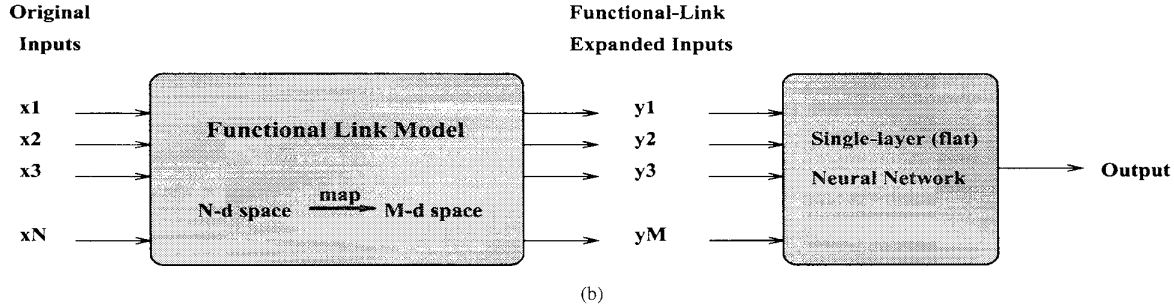 Original
Inputs
Functional-Link
Expanded Inputs
x1
x2
x3
xN
Functional Link Model
N-d space map M-d space
y1
y2
y3
yM
Single-layer (flat)
Neural Network
Output
(b)